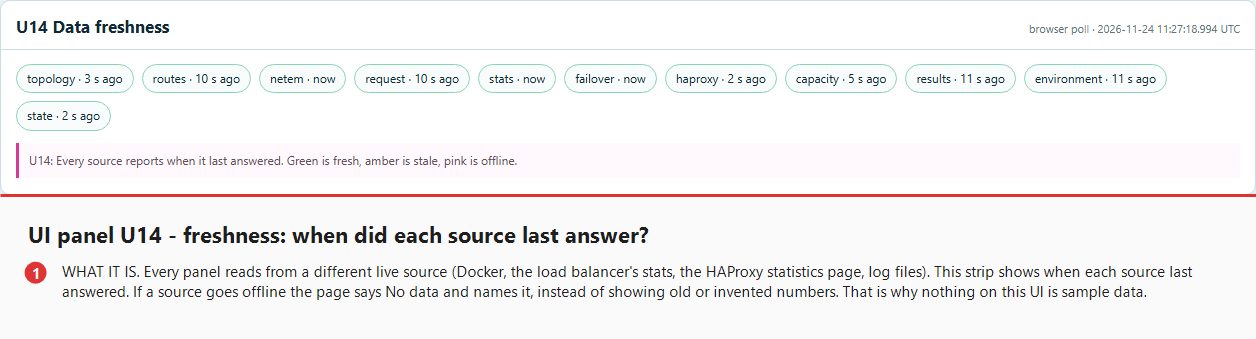 U14 Data freshness
browser poll · 2026-11-24 11:27:18.994 UTC
topology · 3 s ago
routes · 10 s ago
netem · now
request · 10 s ago
stats · now
failover · now
haproxy · 2 s ago
capacity · 5 s ago
results · 11 s ago
environment · 11 s ago
state · 2 s ago
U14: Every source reports when it last answered. Green is fresh, amber is stale, pink is offline.
UI panel U14 - freshness: when did each source last answer?
1
WHAT IT IS. Every panel reads from a different live source (Docker, the load balancer's stats, the HAProxy statistics page, log files). This strip shows when each source last
answered. If a source goes offline the page says No data and names it, instead of showing old or invented numbers. That is why nothing on this UI is sample data.